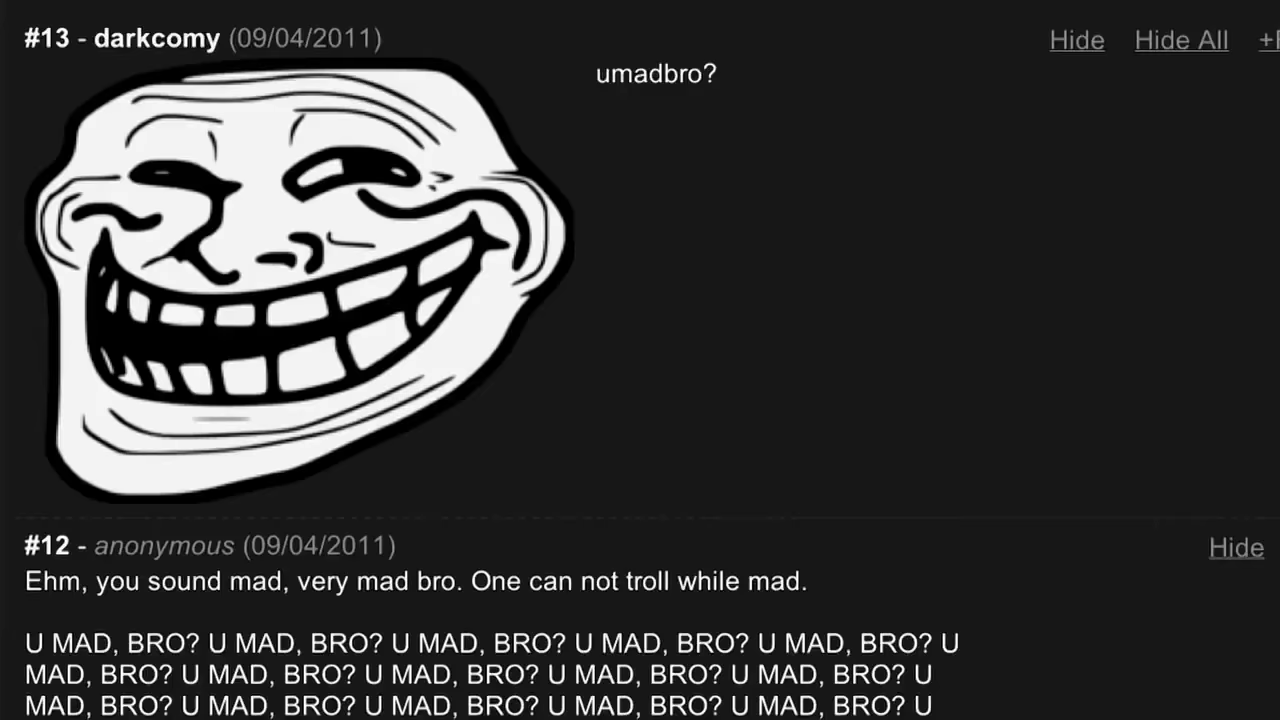 #13 - darkcomy (09/04/2011) Hide Hide All
umadbro?
#12 - anonymous (09/04/2011) Hide
Ehm, you sound mad, very mad bro. One can not troll while mad.
U MAD, BRO? U MAD, BRO? U MAD, BRO? U MAD, BRO? U MAD, BRO? U
MAD, BRO? U MAD, BRO? U MAD, BRO? U MAD, BRO? U MAD, BRO? U
MAD, BRO? U MAD, BRO? U MAD, BRO? U MAD, BRO? U MAD, BRO? U